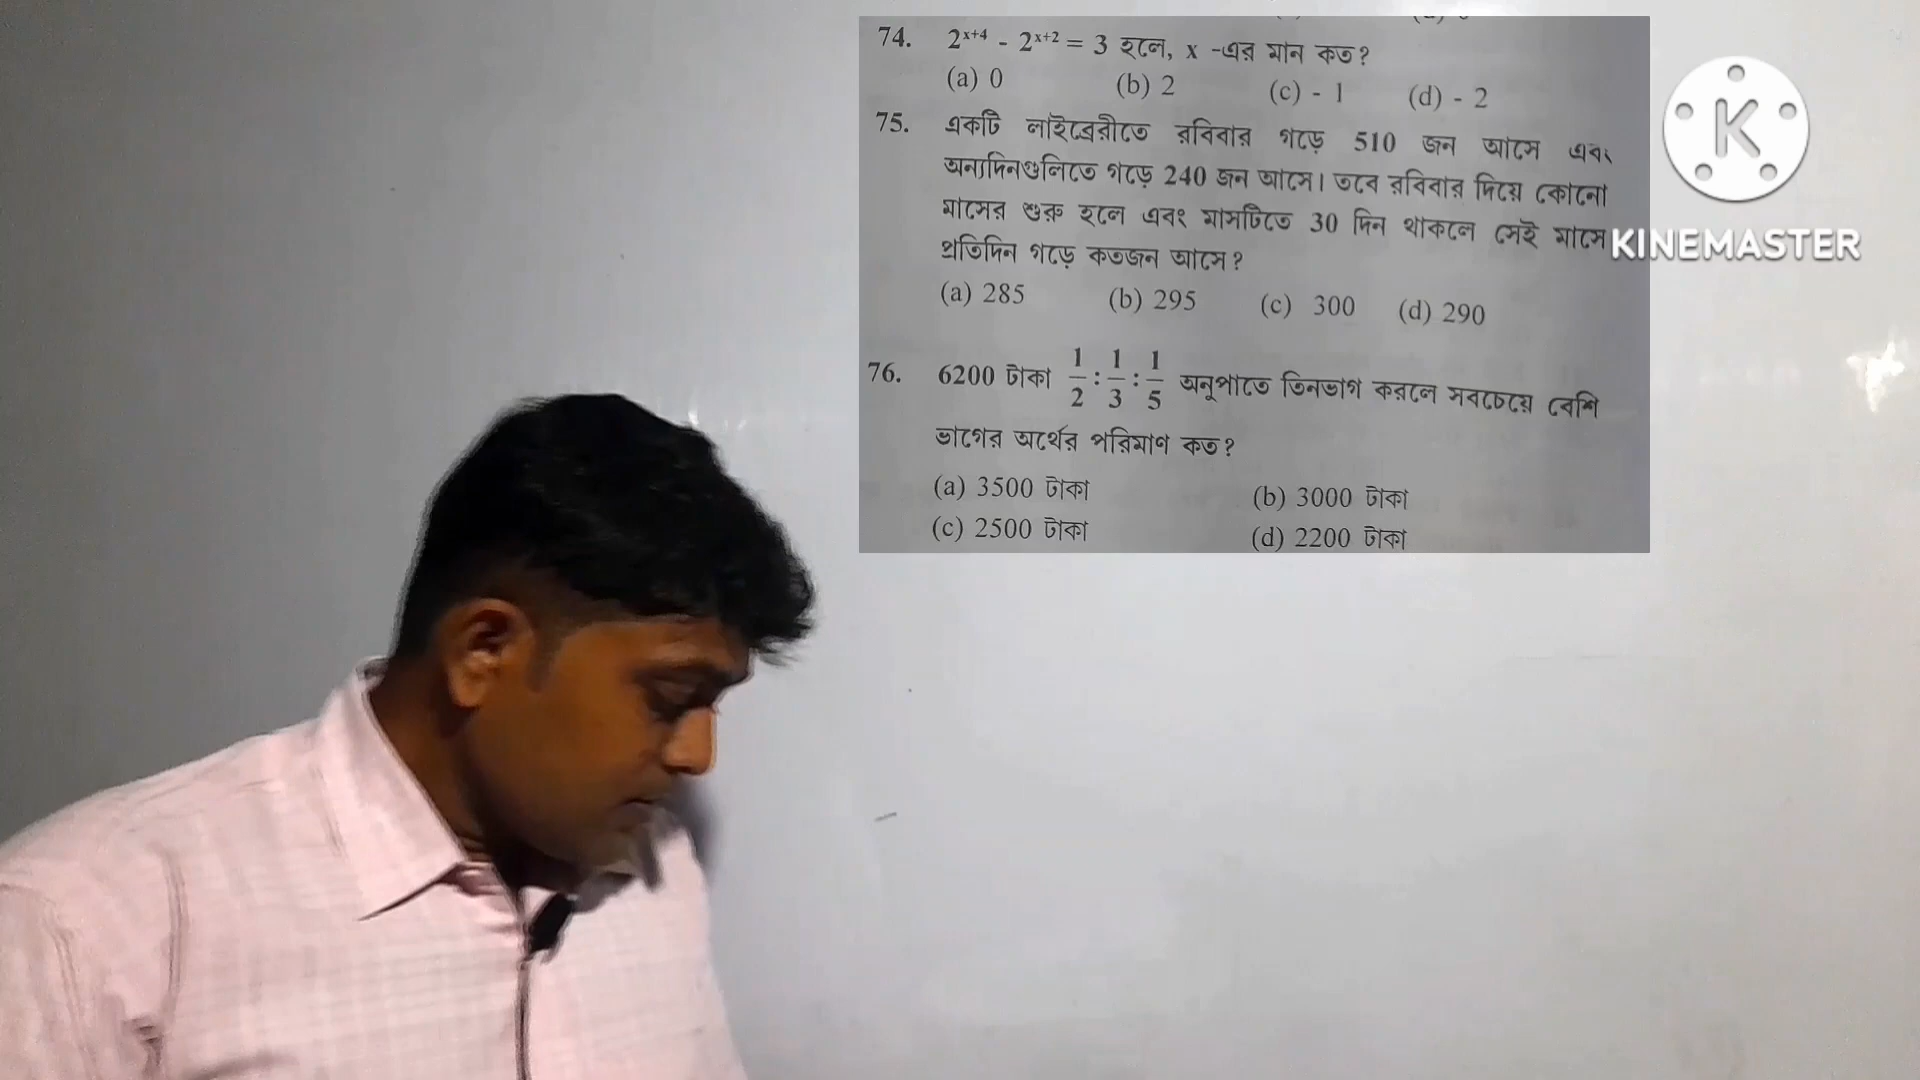 74. 2^{x+4} - 2^{x+2} = 3 হলে, x -এর মান কত?
(a) 0 (b) 2 (c) - 1 (d) - 2
75. একটি লাইব্রেরীতে রবিবার গড়ে 510 জন আসে এবং
অন্যদিনগুলিতে গড়ে 240 জন আসে। তবে রবিবার দিয়ে কোনো
মাসের শুরু হলে এবং মাসটিতে 30 দিন থাকলে সেই মাসে
প্রতিদিন গড়ে কতজন আসে?
(a) 285 (b) 295 (c) 300 (d) 290
76. 6200 টাকা 1/2 : 1/3 : 1/5 অনুপাতে তিনভাগ করলে সবচেয়ে বেশি
ভাগের অর্থের পরিমাণ কত?
(a) 3500 টাকা (b) 3000 টাকা
(c) 2500 টাকা (d) 2200 টাকা
K
KINEMASTER